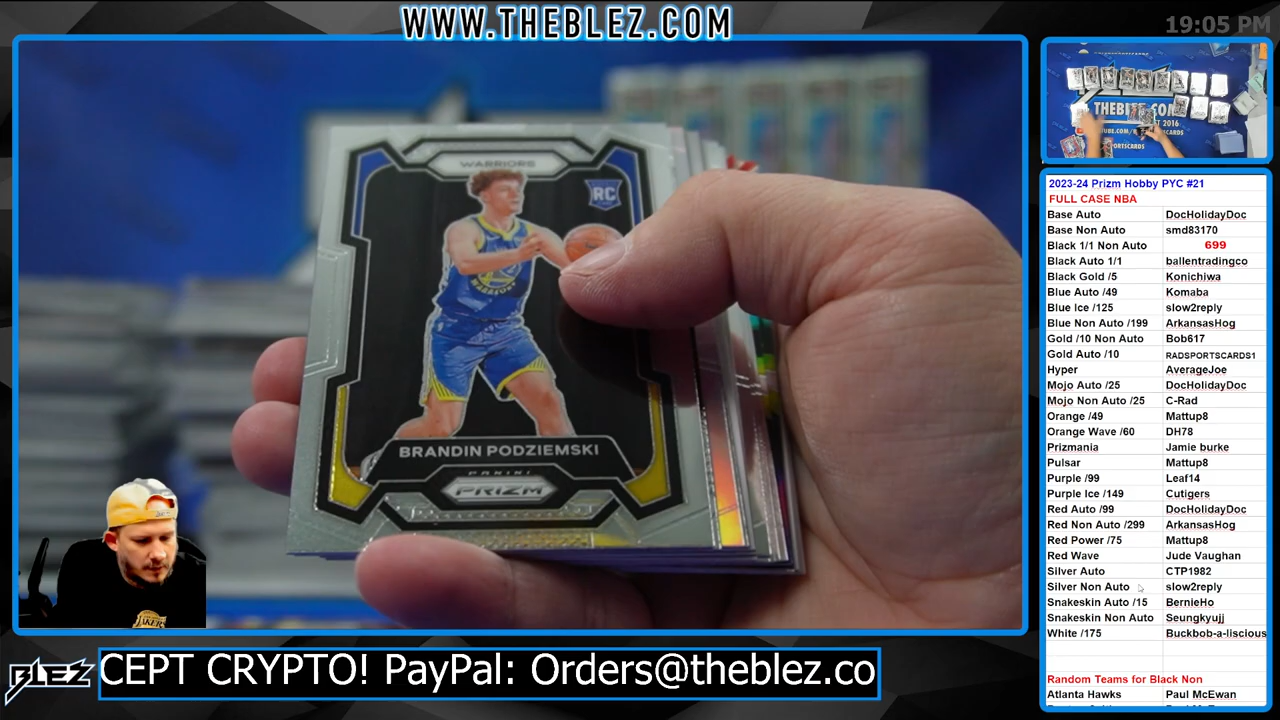 WWW.THEBLEZ.COM
19:05 PM
WARRIORS
RC
BRANDIN PODZIEMSKI
PANINI
PRIZM
THEBLEZ.COM
2023-24 Prizm Hobby PYC #21
FULL CASE NBA
Base Auto DocHolidayDoc
Base Non Auto smd83170
Black 1/1 Non Auto 699
Black Auto 1/1 ballentradingco
Black Gold /5 Konichiwa
Blue Auto /49 Komaba
Blue ice /125 slow2reply
Blue Non Auto /199 ArkansasHog
Gold /10 Non Auto Bob617
Gold Auto /10 RADSPORTSCARDS1
Hyper AverageJoe
Mojo Auto /25 DocHolidayDoc
Mojo Non Auto /25 C-Rad
Orange /49 Mattup8
Orange Wave /60 DH78
Prizmania Jamie burke
Pulsar Mattup8
Purple /99 Leaf14
Purple Ice /149 Cutigers
Red Auto /99 DocHolidayDoc
Red Non Auto /299 ArkansasHog
Red Power /75 Mattup8
Red Wave Jude Vaughan
Silver Auto CTP1982
Silver Non Auto slow2reply
Snakeskin Auto /15 BernieHo
Snakeskin Non Auto Seungkyujj
White /175 Buckbob-a-liscious
Random Teams for Black Non
Atlanta Hawks Paul McEwan
BLEZ
CEPT CRYPTO! PayPal: Orders@theblez.co